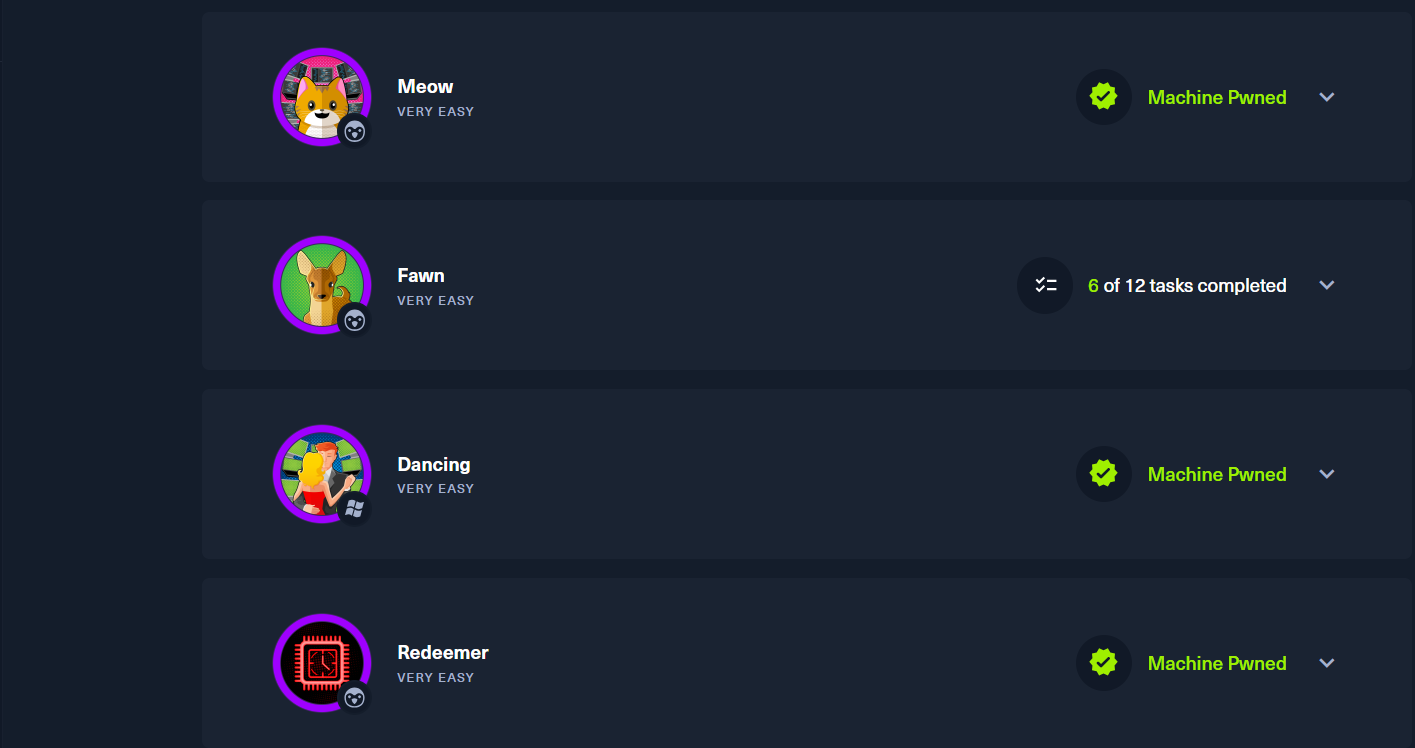 Meow
VERY EASY
Machine Pwned
Fawn
VERY EASY
6 of 12 tasks completed
Dancing
VERY EASY
Machine Pwned
Redeemer
VERY EASY
Machine Pwned